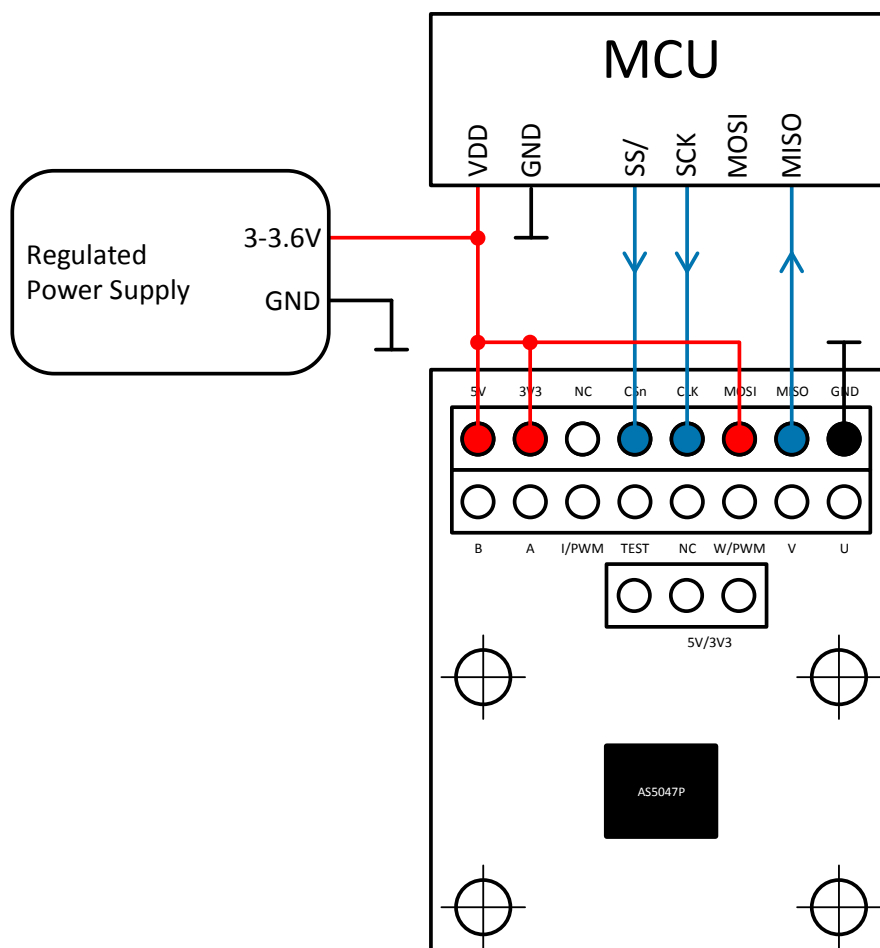 MCU
VDD
GND
SS/
SCK
MOSI
MISO
Regulated
Power Supply
3-3.6V
GND
5V 3V3 NC CSn CLK MOSI MISO GND
B A I/PWM TEST NC W/PWM V U
5V/3V3
AS5047P